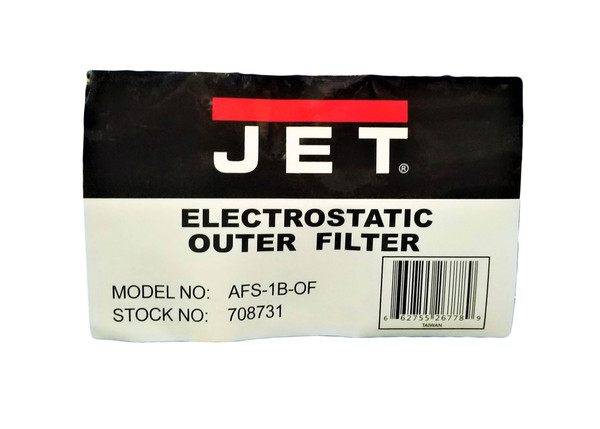 JET®
ELECTROSTATIC
OUTER FILTER
MODEL NO: AFS-1B-OF
STOCK NO: 708731
6 62755 26778 9
TAIWAN